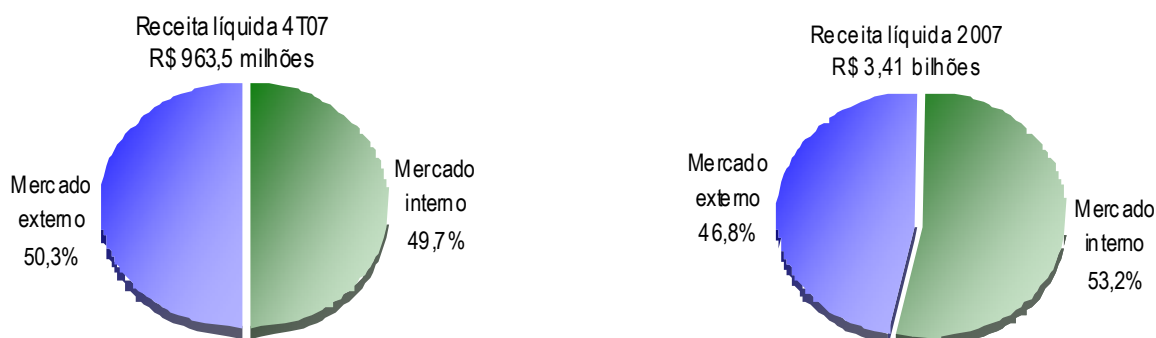 Receita líquida 4T07
R$ 963,5 milhões
Mercado
externo
50,3%
Mercado
interno
49,7%
Receita líquida 2007
R$ 3,41 bilhões
Mercado
externo
46,8%
Mercado
interno
53,2%